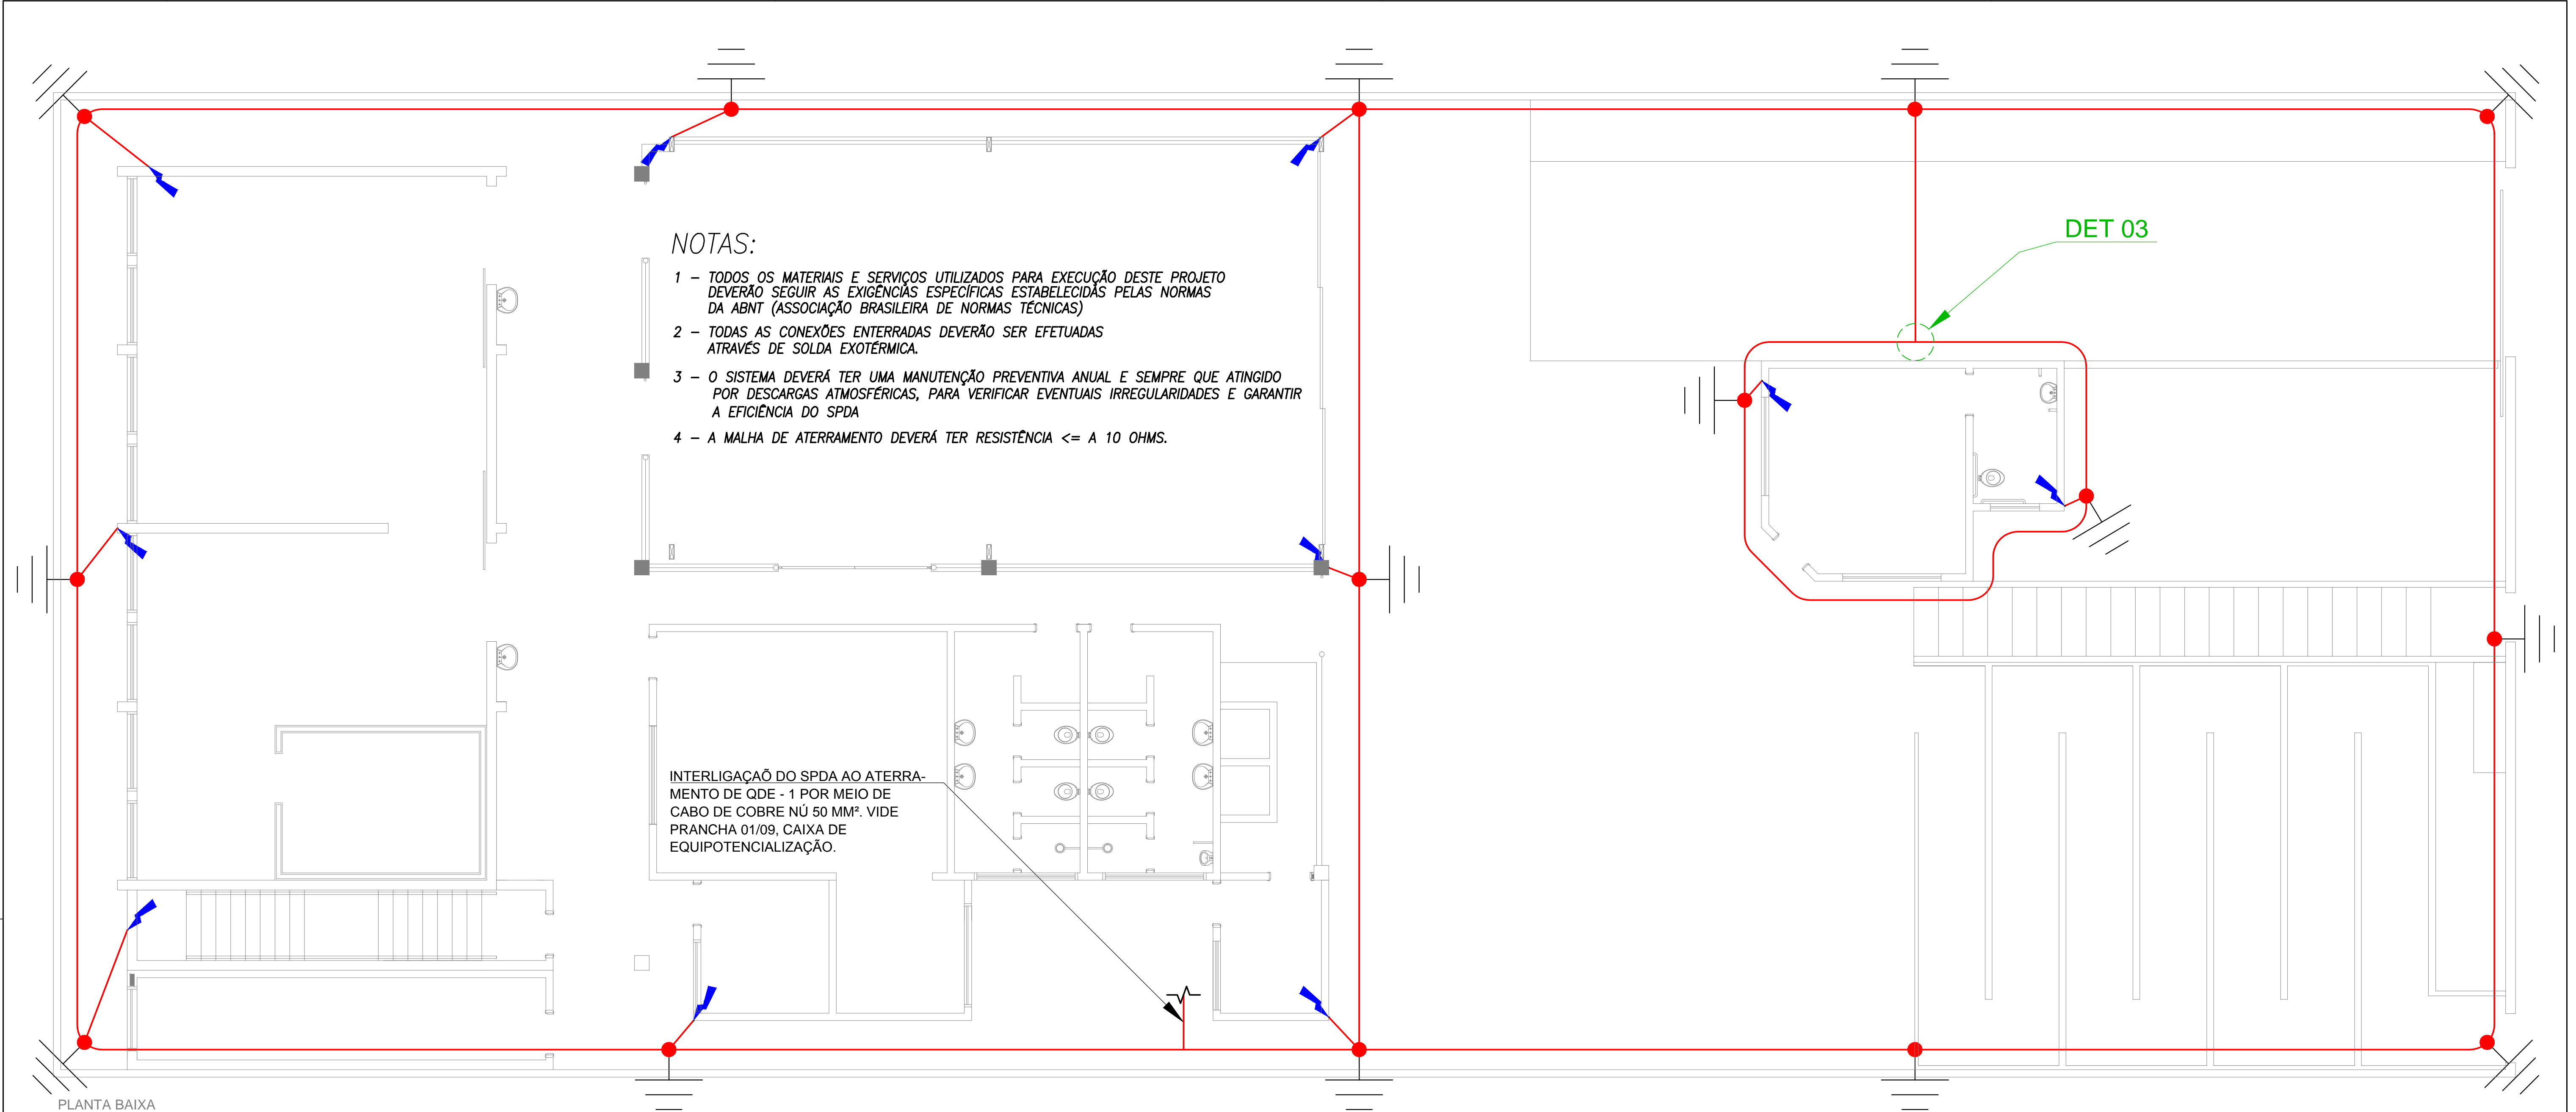 NOTAS:
1 – TODOS OS MATERIAIS E SERVIÇOS UTILIZADOS PARA EXECUÇÃO DESTE PROJETO
DEVERÃO SEGUIR AS EXIGÊNCIAS ESPECÍFICAS ESTABELECIDAS PELAS NORMAS
DA ABNT (ASSOCIAÇÃO BRASILEIRA DE NORMAS TÉCNICAS)
2 – TODAS AS CONEXÕES ENTERRADAS DEVERÃO SER EFETUADAS
ATRAVÉS DE SOLDA EXOTÉRMICA.
3 – O SISTEMA DEVERÁ TER UMA MANUTENÇÃO PREVENTIVA ANUAL E SEMPRE QUE ATINGIDO
POR DESCARGAS ATMOSFÉRICAS, PARA VERIFICAR EVENTUAIS IRREGULARIDADES E GARANTIR
A EFICIÊNCIA DO SPDA
4 – A MALHA DE ATERRAMENTO DEVERÁ TER RESISTÊNCIA <= A 10 OHMS.
DET 03
INTERLIGAÇAÕ DO SPDA AO ATERRA-
MENTO DE QDE - 1 POR MEIO DE
CABO DE COBRE NÚ 50 MM². VIDE
PRANCHA 01/09, CAIXA DE
EQUIPOTENCIALIZAÇÃO.
PLANTA BAIXA